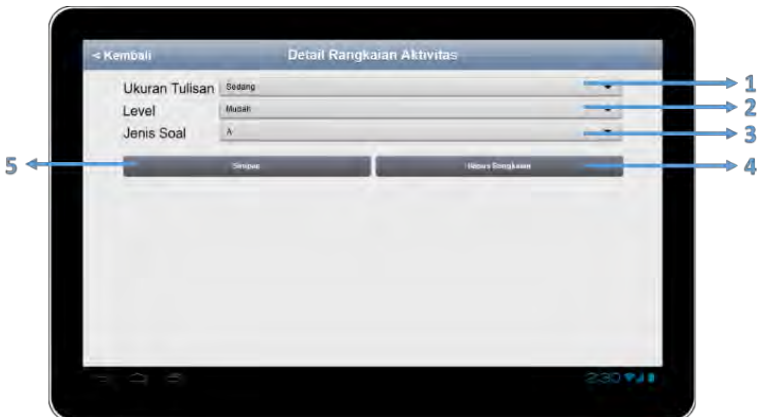 < Kembali Detail Rangkaian Aktivitas
Ukuran Tulisan Sedang 1
Level Mudah 2
Jenis Soal A 3
5 Simpan Hapus Rangkaian 4
2:30